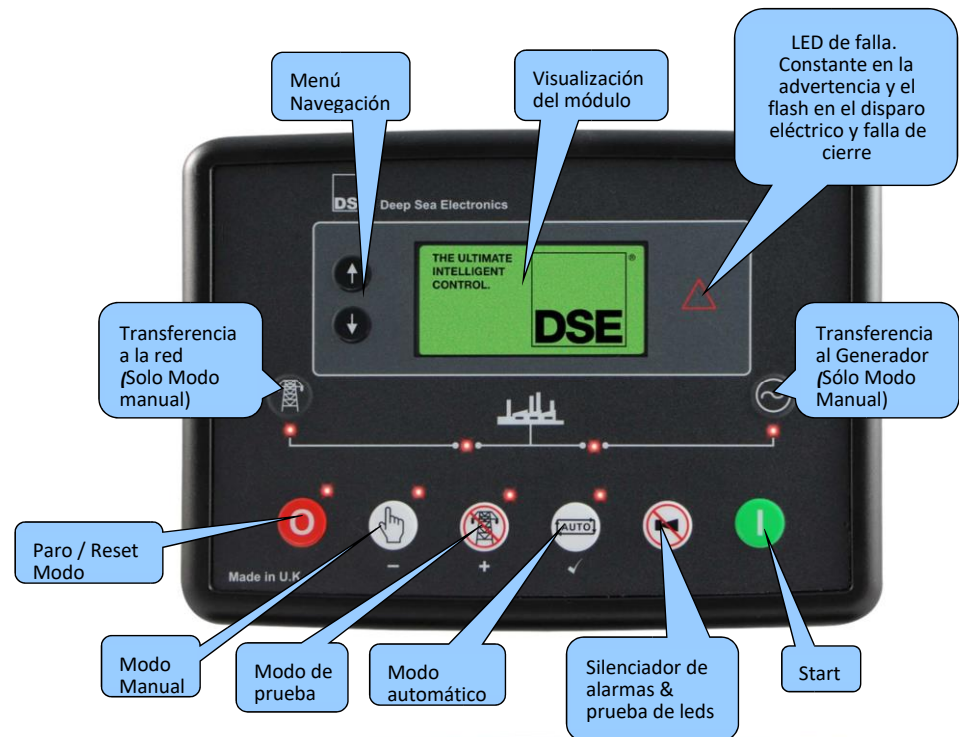 Menú
Navegación
Visualización
del módulo
LED de falla.
Constante en la
advertencia y el
flash en el disparo
eléctrico y falla de
cierre
DSE Deep Sea Electronics
THE ULTIMATE
INTELLIGENT
CONTROL.
®
DSE
Transferencia
a la red
(Solo Modo
manual)
Transferencia
al Generador
(Sólo Modo
Manual)
O
AUTO
I
− + ✓
Made in U.K
Paro / Reset
Modo
Modo
Manual
Modo de
prueba
Modo
automático
Silenciador de
alarmas &
prueba de leds
Start